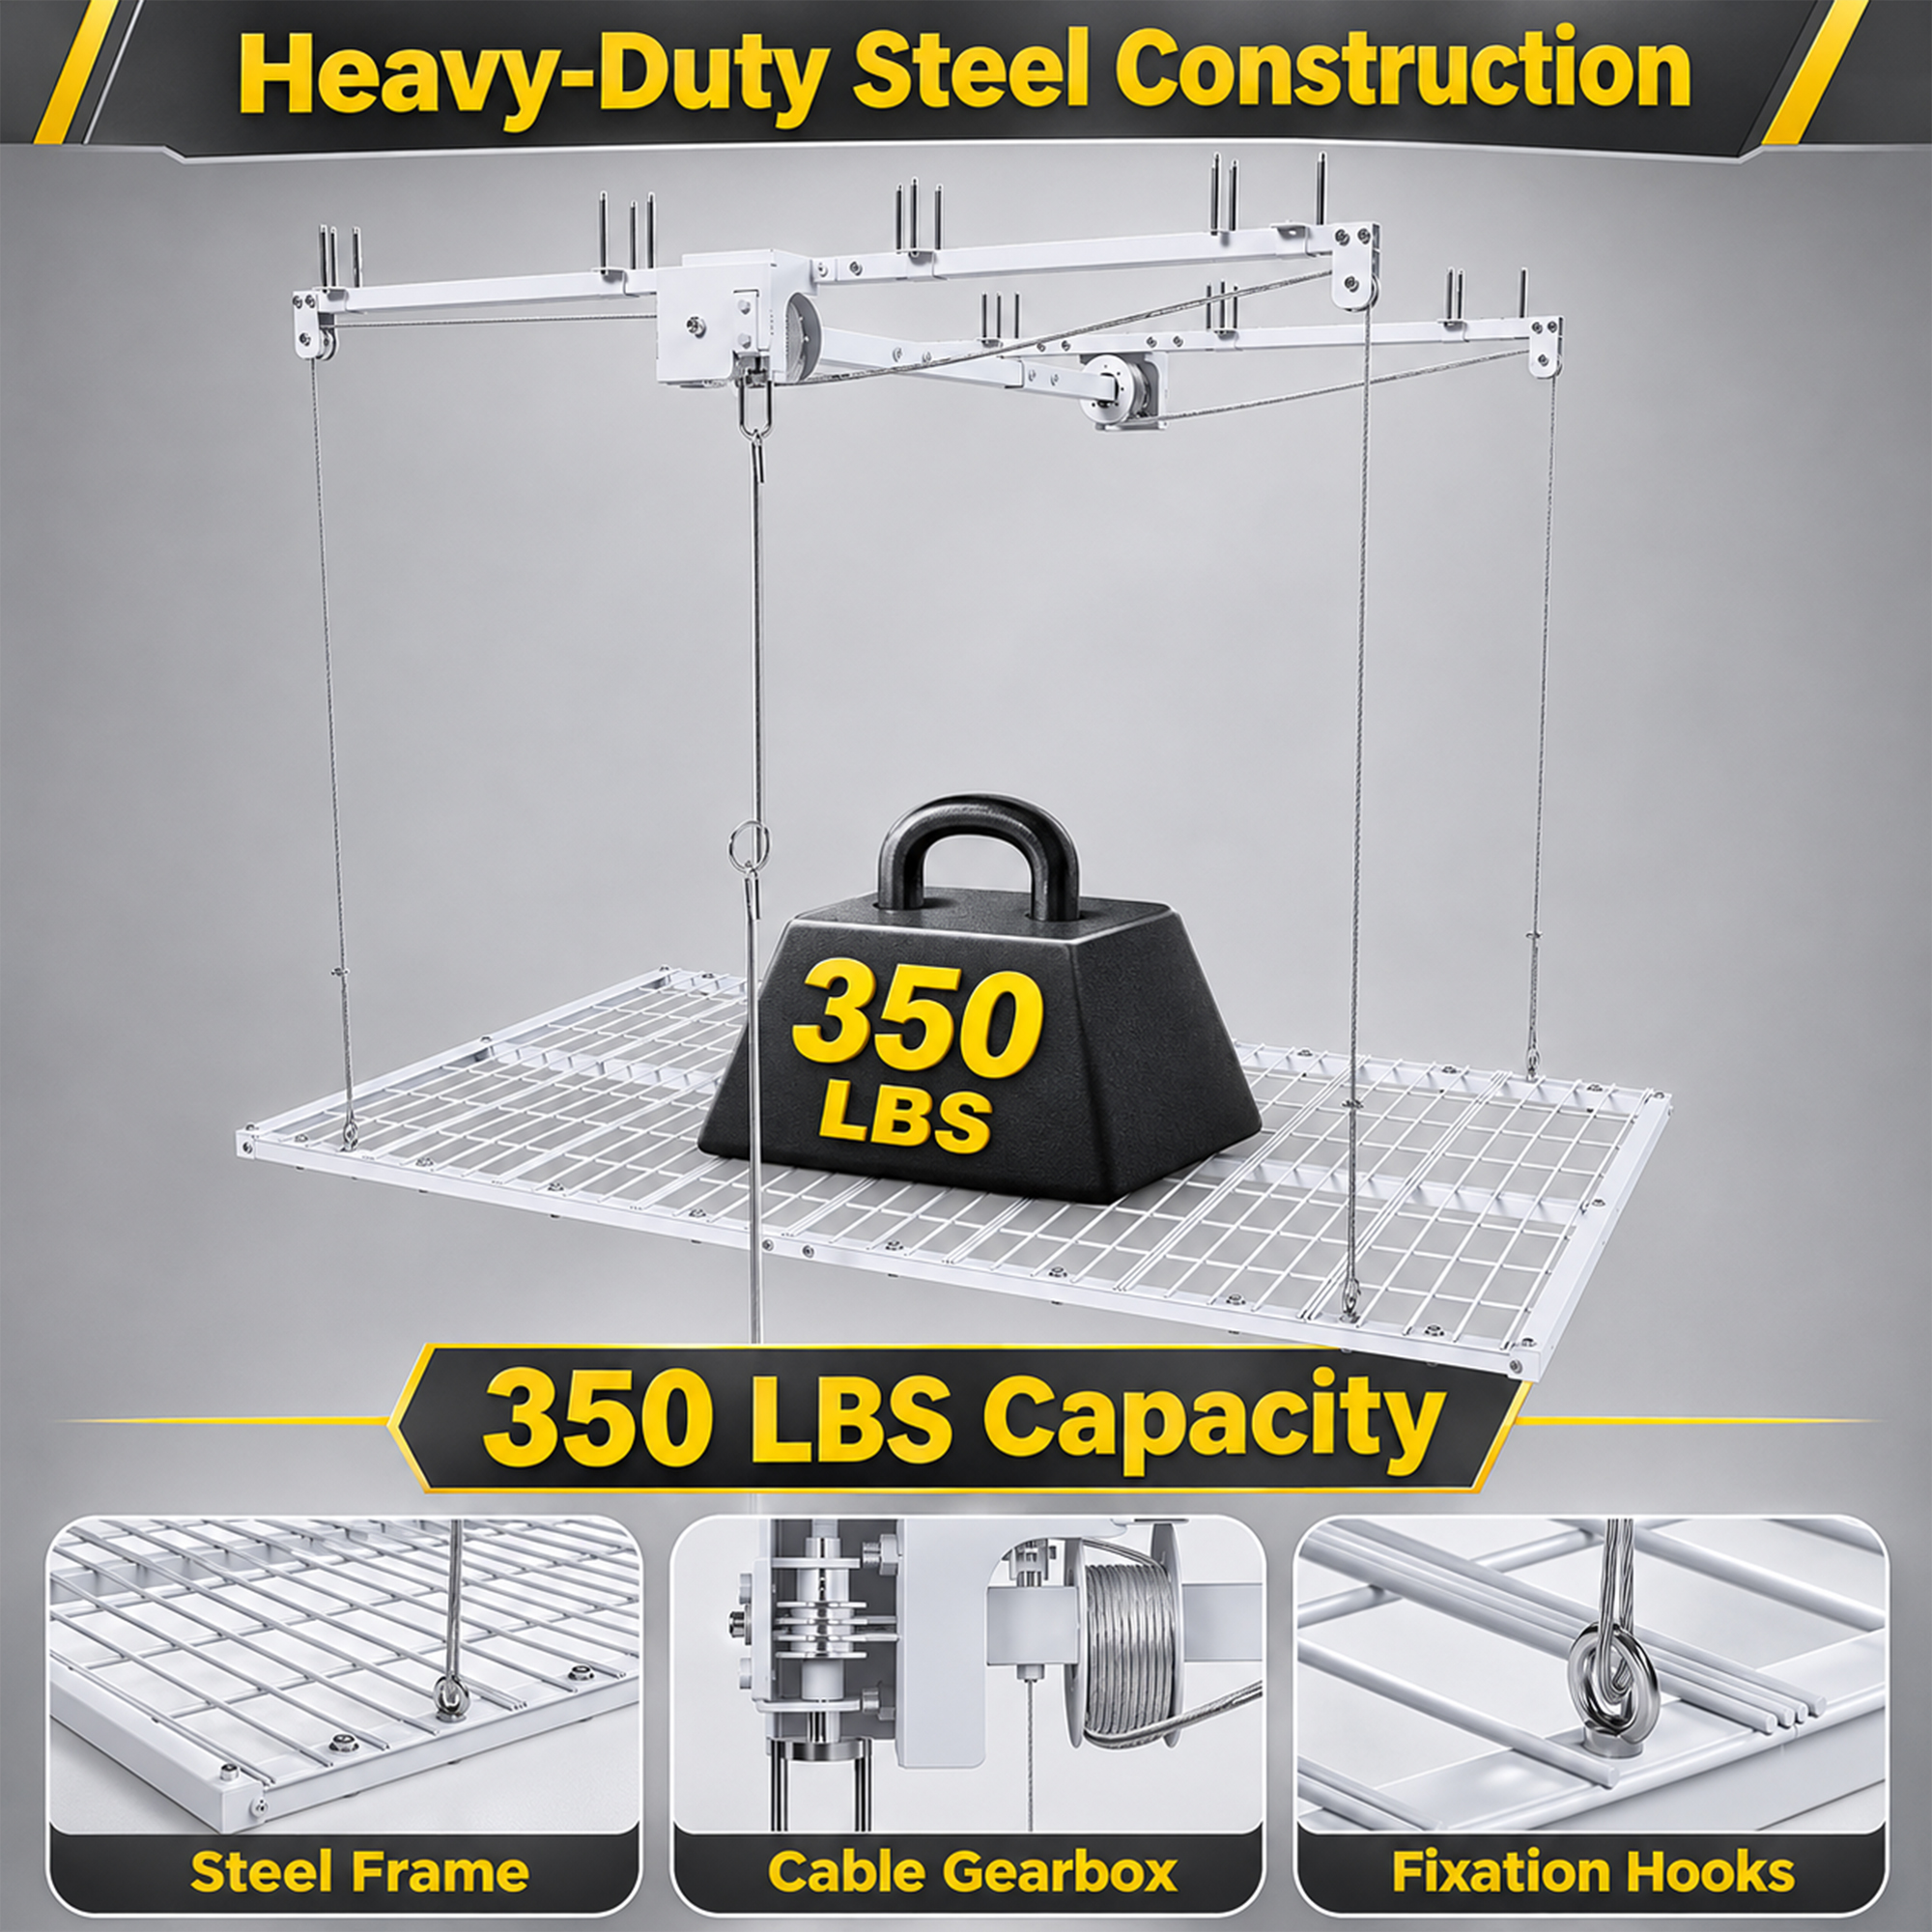 Heavy-Duty Steel Construction
350
LBS
350 LBS Capacity
Steel Frame
Cable Gearbox
Fixation Hooks